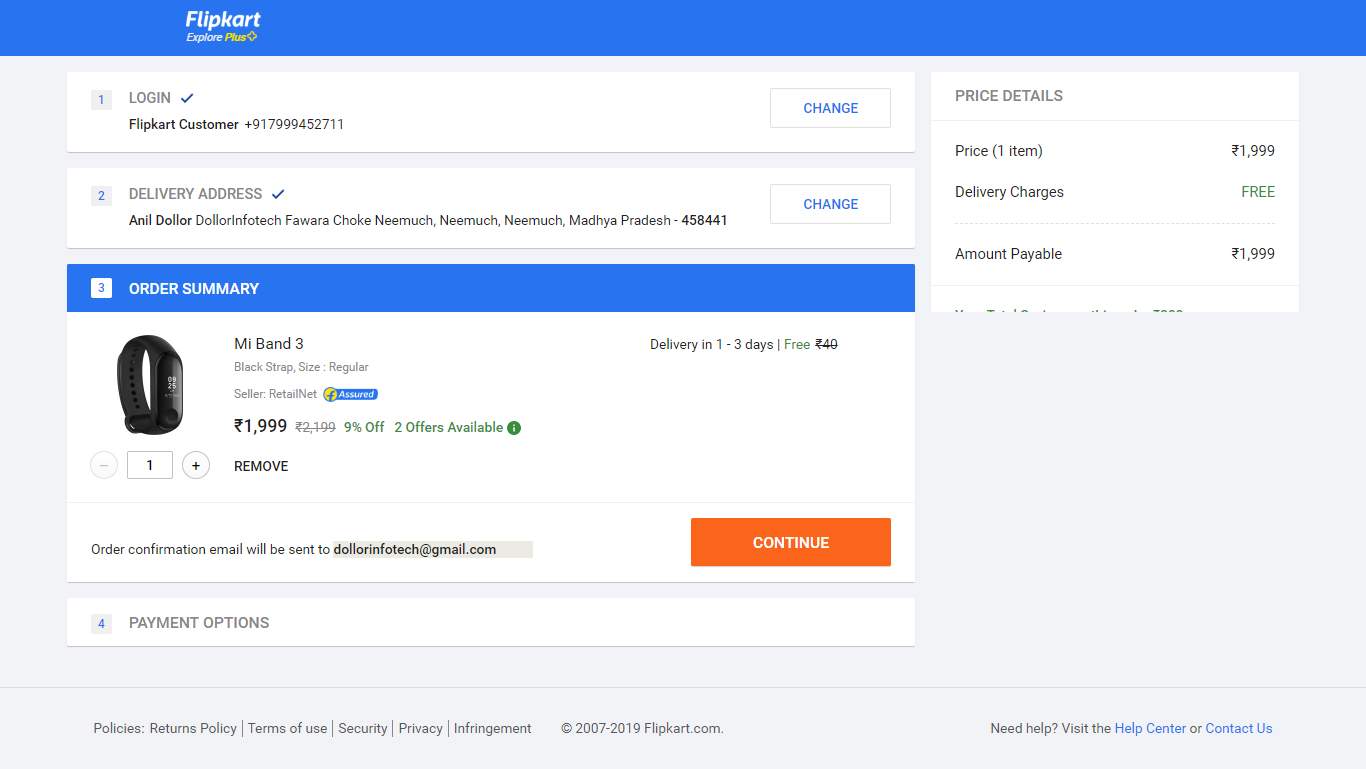 Flipkart
Explore Plus
1 LOGIN
Flipkart Customer +917999452711
CHANGE
2 DELIVERY ADDRESS
Anil Dollor DollorInfotech Fawara Choke Neemuch, Neemuch, Neemuch, Madhya Pradesh - 458441
CHANGE
3 ORDER SUMMARY
Mi Band 3
Black Strap, Size : Regular
Seller: RetailNet Assured
₹1,999 ₹2,199 9% Off 2 Offers Available
Delivery in 1 - 3 days | Free ₹40
09
25
− 1 + REMOVE
Order confirmation email will be sent to dollorinfotech@gmail.com
CONTINUE
4 PAYMENT OPTIONS
PRICE DETAILS
Price (1 item) ₹1,999
Delivery Charges FREE
Amount Payable ₹1,999
Policies: Returns Policy | Terms of use | Security | Privacy | Infringement © 2007-2019 Flipkart.com.
Need help? Visit the Help Center or Contact Us